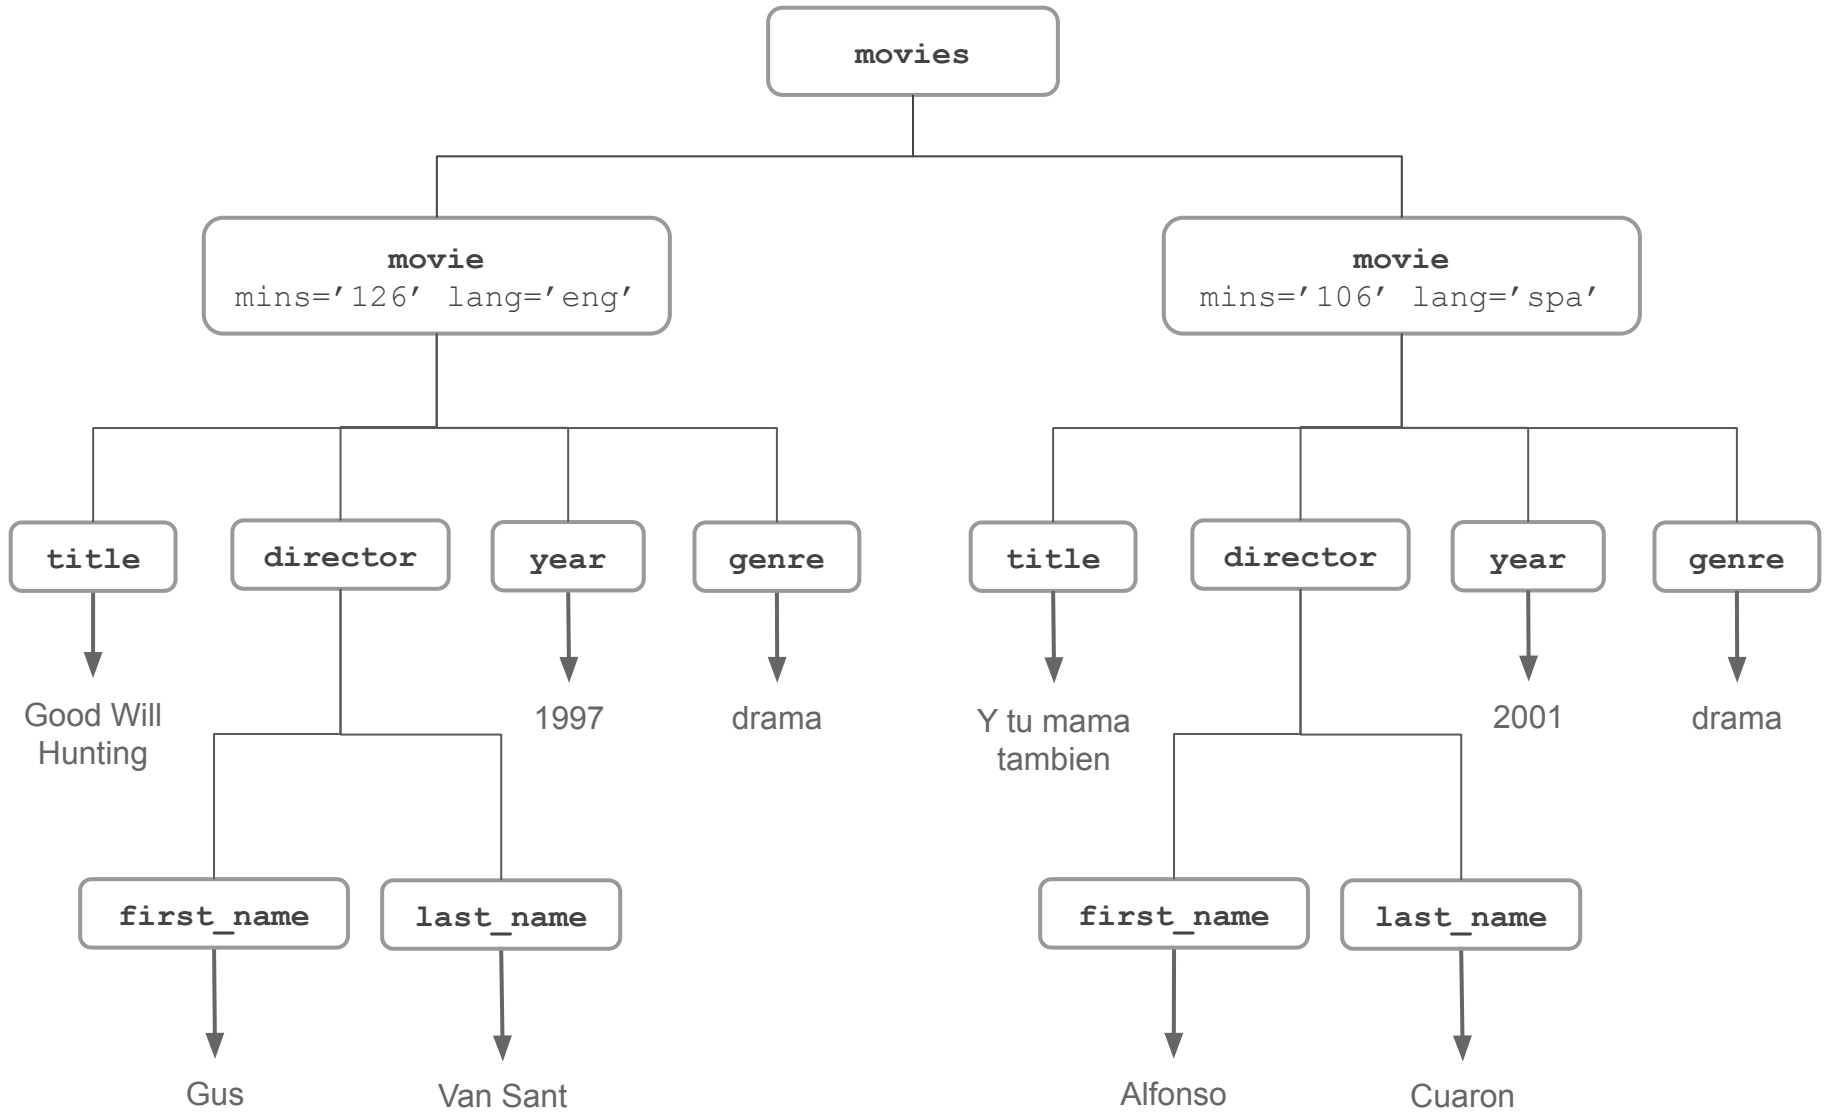 movies
movie
mins=’126’ lang=’eng’
movie
mins=’106’ lang=’spa’
title
director
year
genre
title
director
year
genre
Good Will
Hunting
1997
drama
Y tu mama
tambien
2001
drama
first_name
last_name
first_name
last_name
Gus
Van Sant
Alfonso
Cuaron